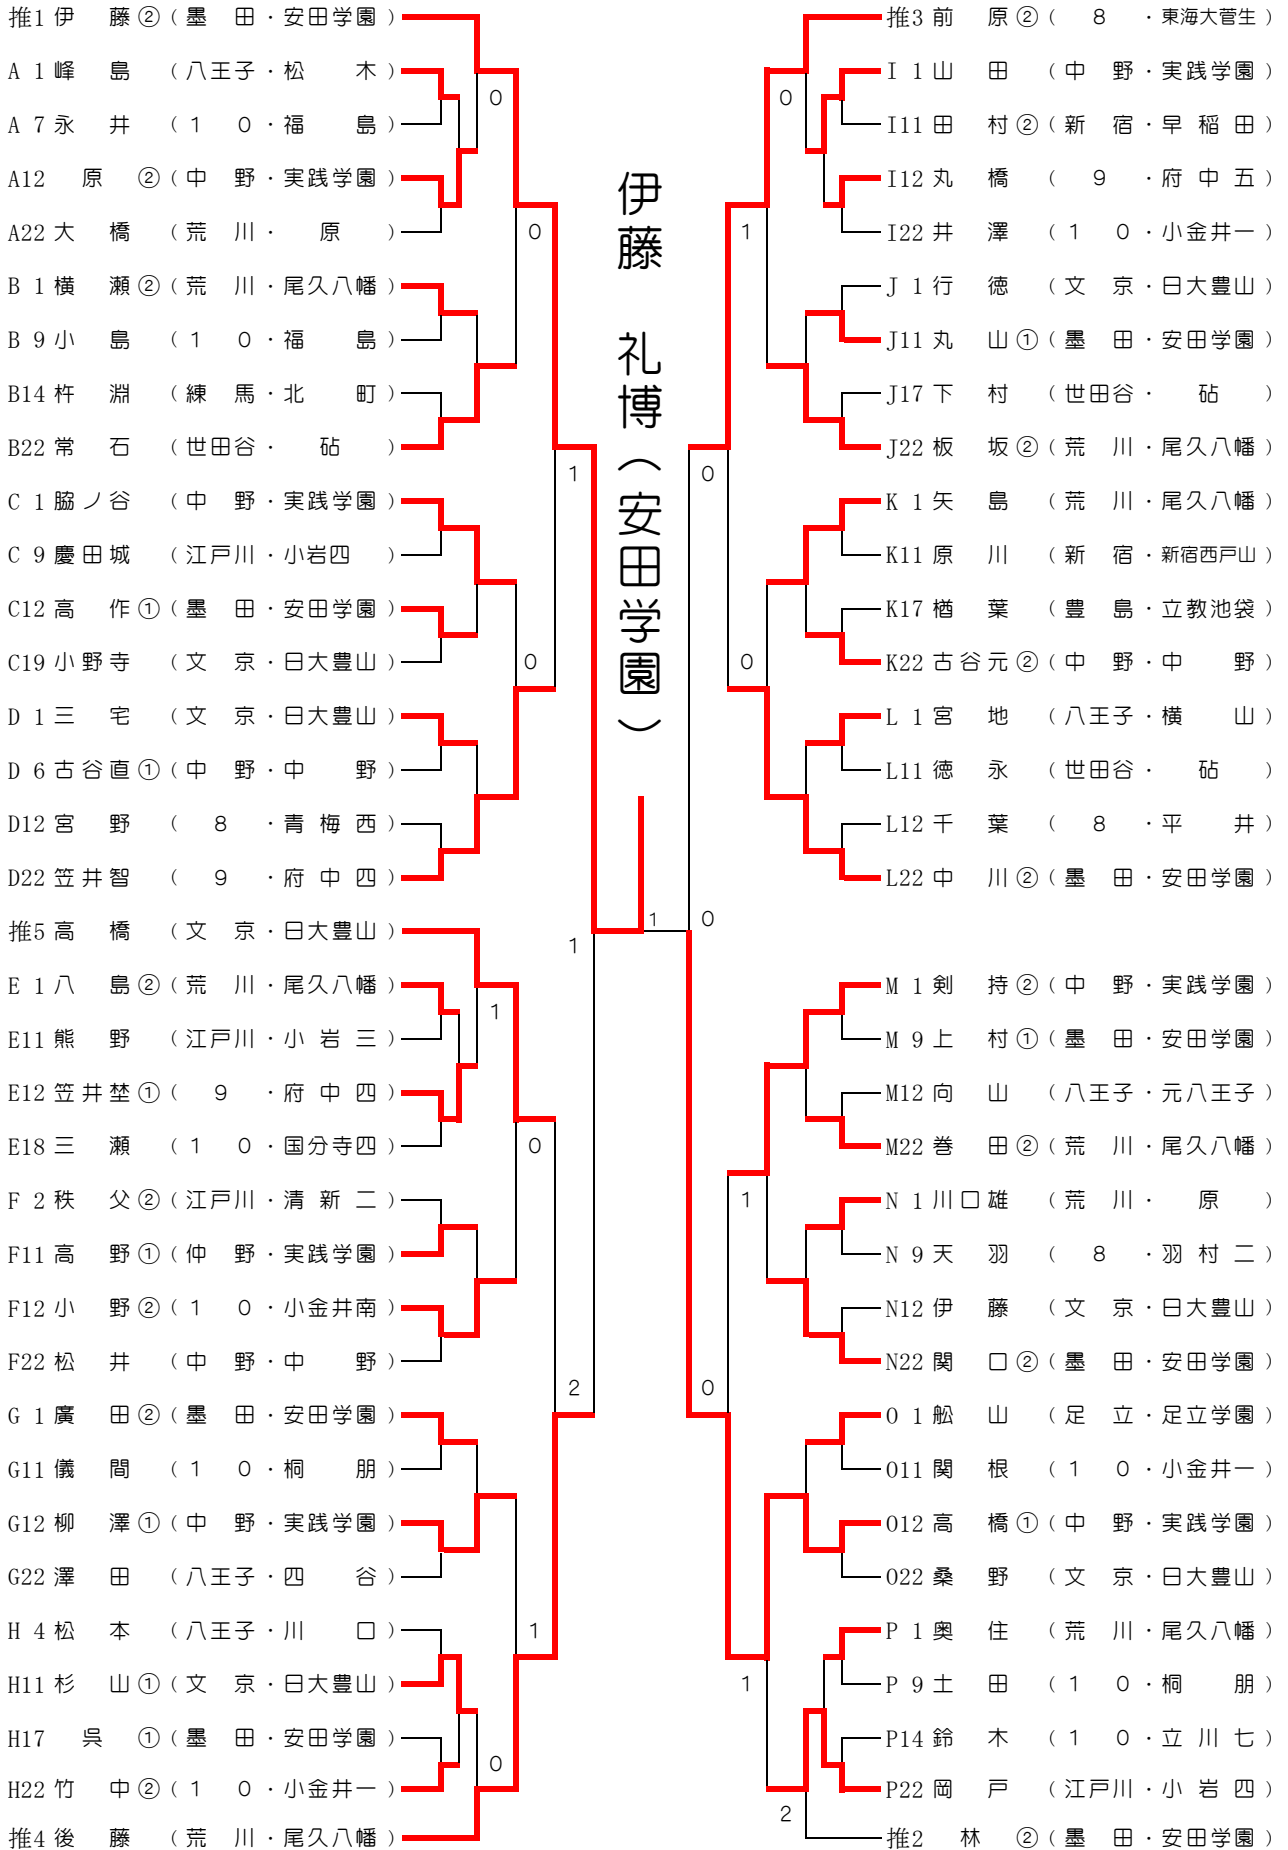 推1 伊　藤 ② ( 墨　田 ・ 安田学園 )
A 1 峰　島 ( 八王子 ・ 松　木 )
A 7 永　井 ( 1 0 ・ 福　島 )
A12 原 ② ( 中　野 ・ 実践学園 )
A22 大　橋 ( 荒　川 ・ 原 )
B 1 横　瀬 ② ( 荒　川 ・ 尾久八幡 )
B 9 小　島 ( 1 0 ・ 福　島 )
B14 杵　淵 ( 練　馬 ・ 北　町 )
B22 常　石 ( 世田谷 ・ 砧 )
C 1 脇ノ谷 ( 中　野 ・ 実践学園 )
C 9 慶田城 ( 江戸川 ・ 小岩四 )
C12 高　作 ① ( 墨　田 ・ 安田学園 )
C19 小野寺 ( 文　京 ・ 日大豊山 )
D 1 三　宅 ( 文　京 ・ 日大豊山 )
D 6 古谷直 ① ( 中　野 ・ 中　野 )
D12 宮　野 ( 8 ・ 青梅西 )
D22 笠井智 ( 9 ・ 府中四 )
推5 高　橋 ( 文　京 ・ 日大豊山 )
E 1 八　島 ② ( 荒　川 ・ 尾久八幡 )
E11 熊　野 ( 江戸川 ・ 小岩三 )
E12 笠井埜 ① ( 9 ・ 府中四 )
E18 三　瀬 ( 1 0 ・ 国分寺四 )
F 2 秩　父 ② ( 江戸川 ・ 清新二 )
F11 高　野 ① ( 仲　野 ・ 実践学園 )
F12 小　野 ② ( 1 0 ・ 小金井南 )
F22 松　井 ( 中　野 ・ 中　野 )
G 1 廣　田 ② ( 墨　田 ・ 安田学園 )
G11 儀　間 ( 1 0 ・ 桐　朋 )
G12 柳　澤 ① ( 中　野 ・ 実践学園 )
G22 澤　田 ( 八王子 ・ 四　谷 )
H 4 松　本 ( 八王子 ・ 川　口 )
H11 杉　山 ① ( 文　京 ・ 日大豊山 )
H17 呉 ① ( 墨　田 ・ 安田学園 )
H22 竹　中 ② ( 1 0 ・ 小金井一 )
推4 後　藤 ( 荒　川 ・ 尾久八幡 )
0
0
1
0
1
1
0
2
1
0
伊藤　礼博（安田学園）
1
0
1
0
0
0
1
0
1
2
推3 前　原 ② ( 8 ・ 東海大菅生 )
I 1 山　田 ( 中　野 ・ 実践学園 )
I11 田　村 ② ( 新　宿 ・ 早稲田 )
I12 丸　橋 ( 9 ・ 府中五 )
I22 井　澤 ( 1 0 ・ 小金井一 )
J 1 行　徳 ( 文　京 ・ 日大豊山 )
J11 丸　山 ① ( 墨　田 ・ 安田学園 )
J17 下　村 ( 世田谷 ・ 砧 )
J22 板　坂 ② ( 荒　川 ・ 尾久八幡 )
K 1 矢　島 ( 荒　川 ・ 尾久八幡 )
K11 原　川 ( 新　宿 ・ 新宿西戸山 )
K17 楢　葉 ( 豊　島 ・ 立教池袋 )
K22 古谷元 ② ( 中　野 ・ 中　野 )
L 1 宮　地 ( 八王子 ・ 横　山 )
L11 徳　永 ( 世田谷 ・ 砧 )
L12 千　葉 ( 8 ・ 平　井 )
L22 中　川 ② ( 墨　田 ・ 安田学園 )
M 1 剣　持 ② ( 中　野 ・ 実践学園 )
M 9 上　村 ① ( 墨　田 ・ 安田学園 )
M12 向　山 ( 八王子 ・ 元八王子 )
M22 巻　田 ② ( 荒　川 ・ 尾久八幡 )
N 1 川口雄 ( 荒　川 ・ 原 )
N 9 天　羽 ( 8 ・ 羽村二 )
N12 伊　藤 ( 文　京 ・ 日大豊山 )
N22 関　口 ② ( 墨　田 ・ 安田学園 )
O 1 舩　山 ( 足　立 ・ 足立学園 )
O11 関　根 ( 1 0 ・ 小金井一 )
O12 高　橋 ① ( 中　野 ・ 実践学園 )
O22 桑　野 ( 文　京 ・ 日大豊山 )
P 1 奥　住 ( 荒　川 ・ 尾久八幡 )
P 9 土　田 ( 1 0 ・ 桐　朋 )
P14 鈴　木 ( 1 0 ・ 立川七 )
P22 岡　戸 ( 江戸川 ・ 小岩四 )
推2 林 ② ( 墨　田 ・ 安田学園 )